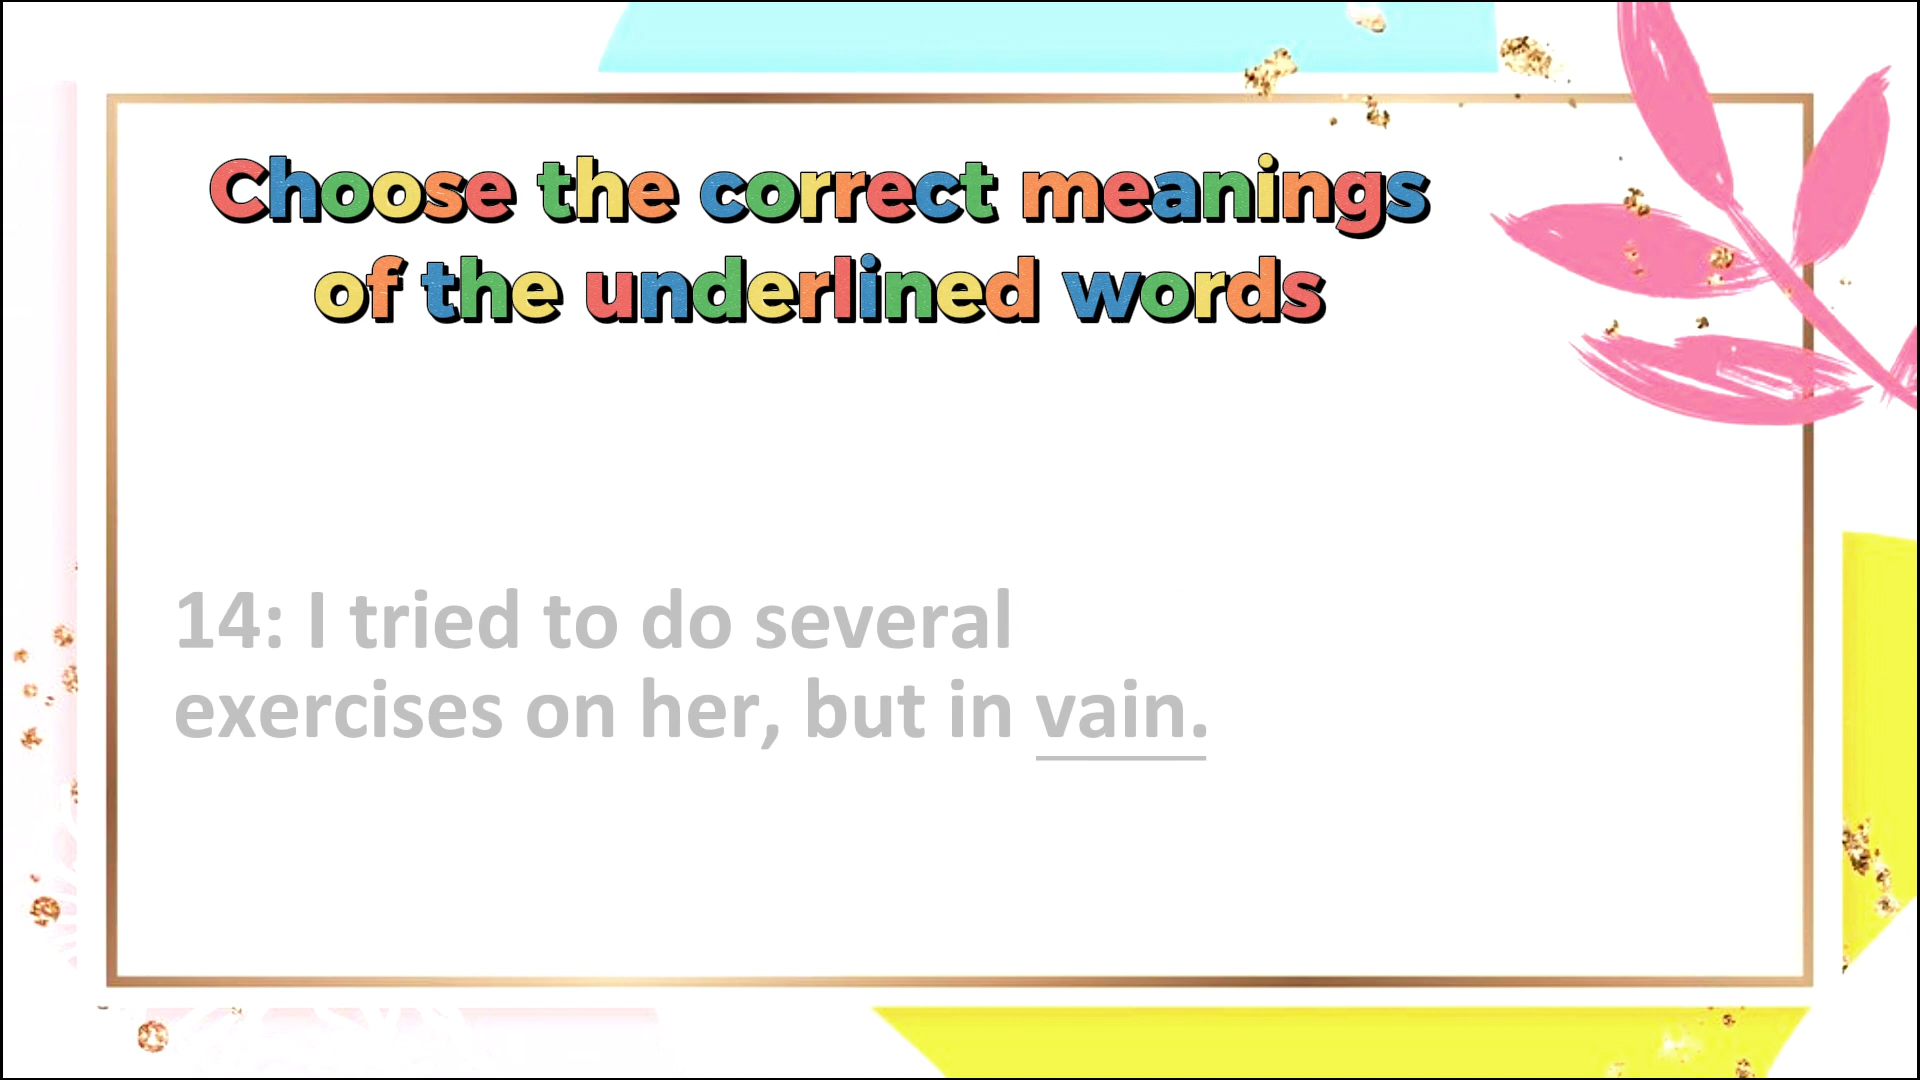 Choose the correct meanings
of the underlined words
14: I tried to do several
exercises on her, but in vain.